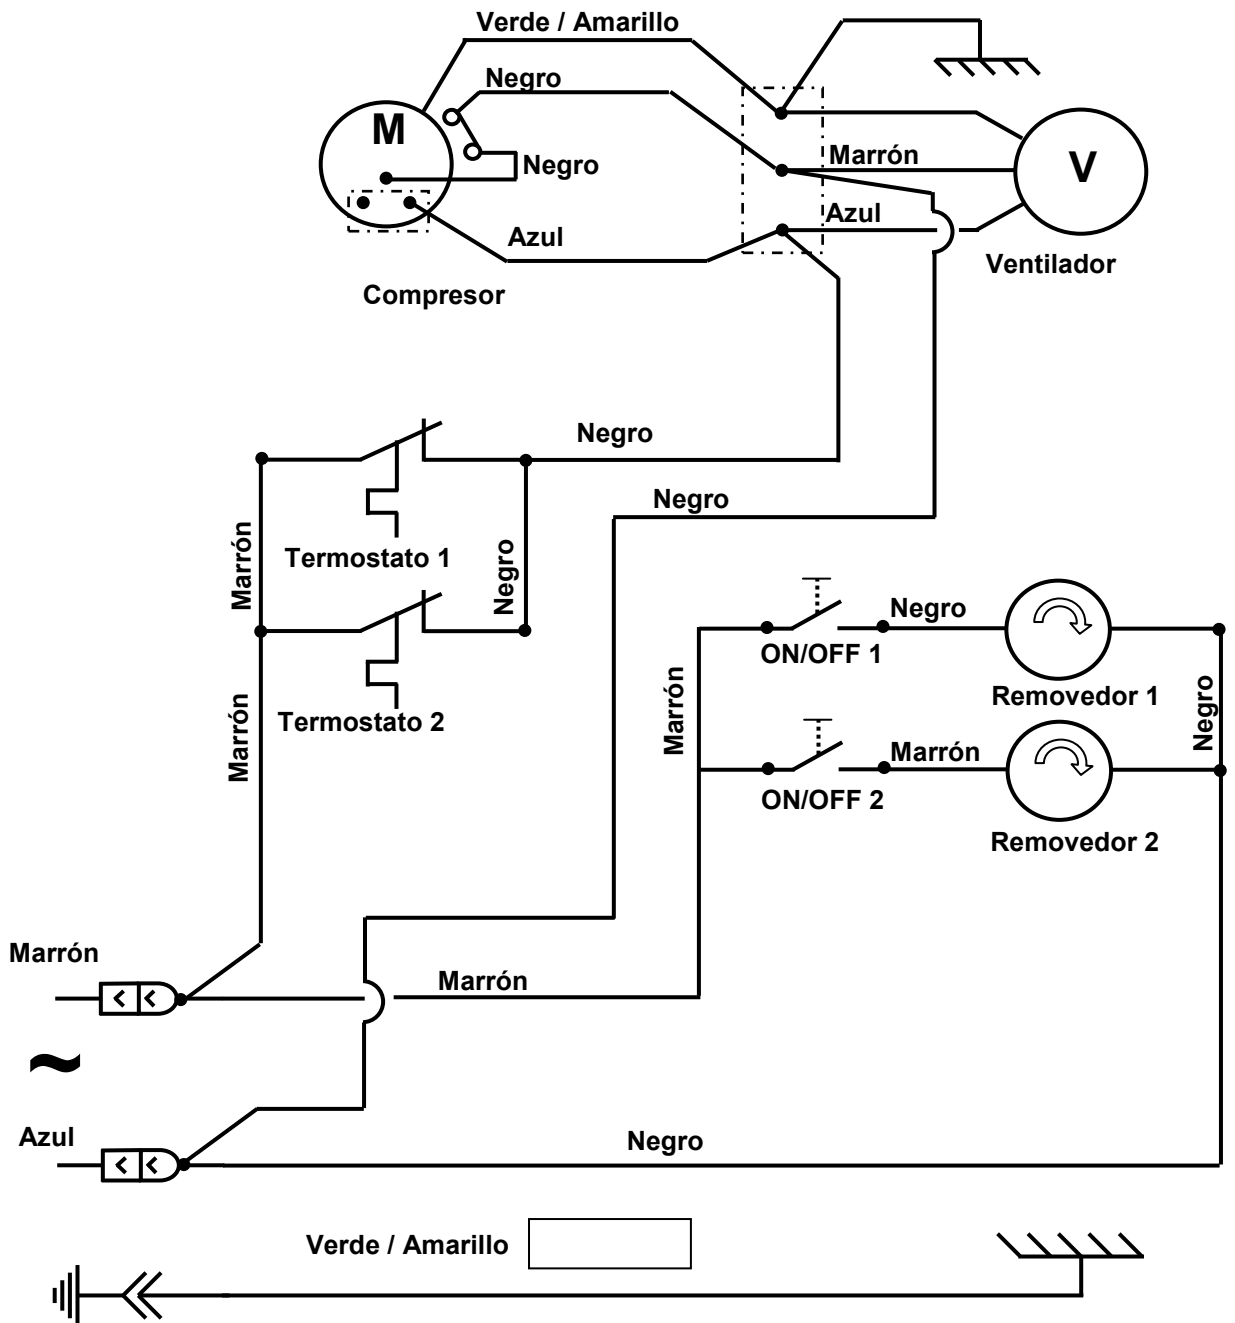 Verde / Amarillo
Negro
M
Negro
Marrón
V
Azul
Azul
Ventilador
Compresor
Negro
Negro
Marrón
Negro
Termostato 1
Negro
ON/OFF 1
Marrón
Removedor 1
Negro
Marrón
Termostato 2
Marrón
ON/OFF 2
Removedor 2
Marrón
Marrón
~
Azul
Negro
Verde / Amarillo